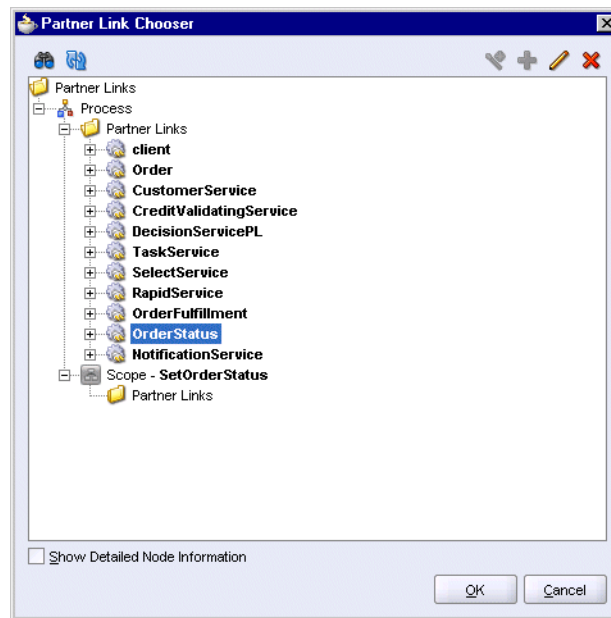 Partner Link Chooser
Partner Links
Process
Partner Links
client
Order
CustomerService
CreditValidatingService
DecisionServicePL
TaskService
SelectService
RapidService
OrderFulfillment
OrderStatus
NotificationService
Scope - SetOrderStatus
Partner Links
Show Detailed Node Information
OK Cancel